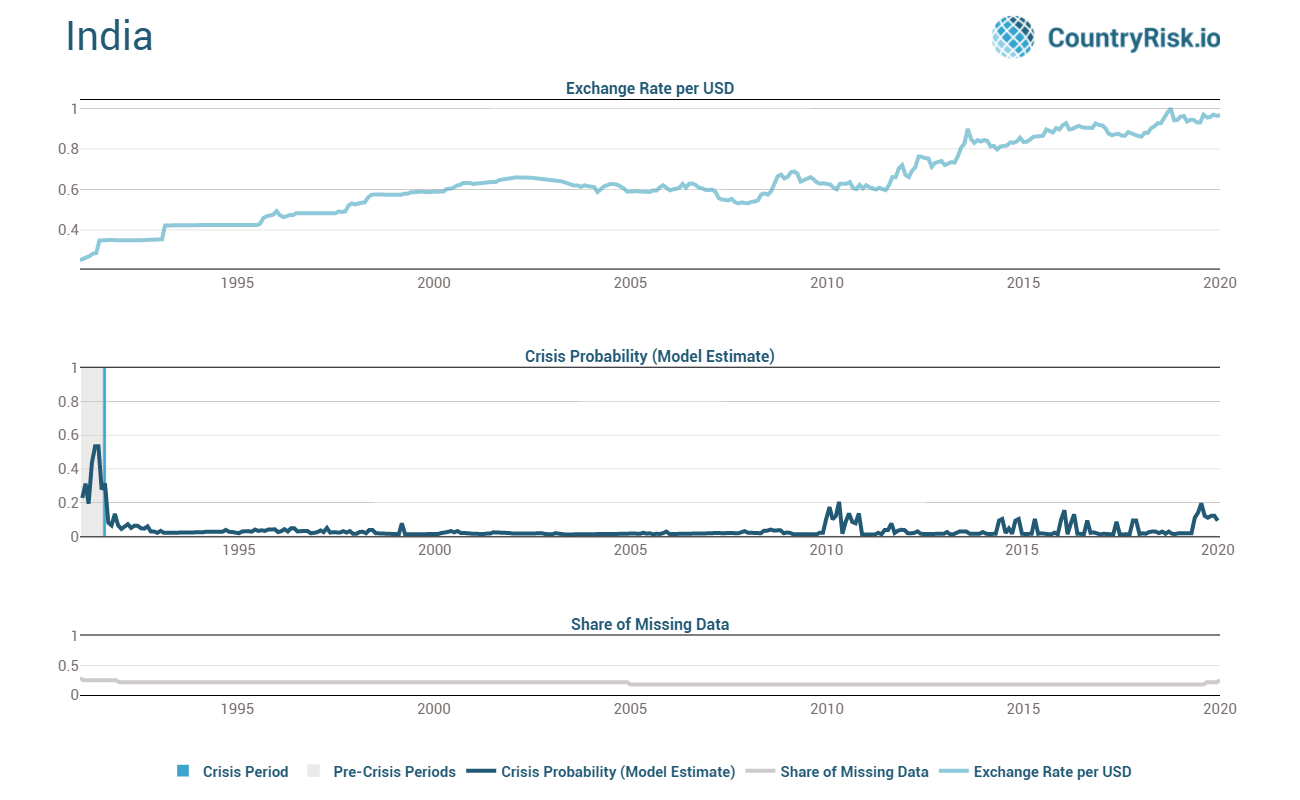 India
CountryRisk.io
Exchange Rate per USD
1
0.8
0.6
0.4
1995 2000 2005 2010 2015 2020
Crisis Probability (Model Estimate)
1
0.8
0.6
0.4
0.2
0
1995 2000 2005 2010 2015 2020
Share of Missing Data
1
0.5
0
1995 2000 2005 2010 2015 2020
Crisis Period Pre-Crisis Periods Crisis Probability (Model Estimate) Share of Missing Data Exchange Rate per USD